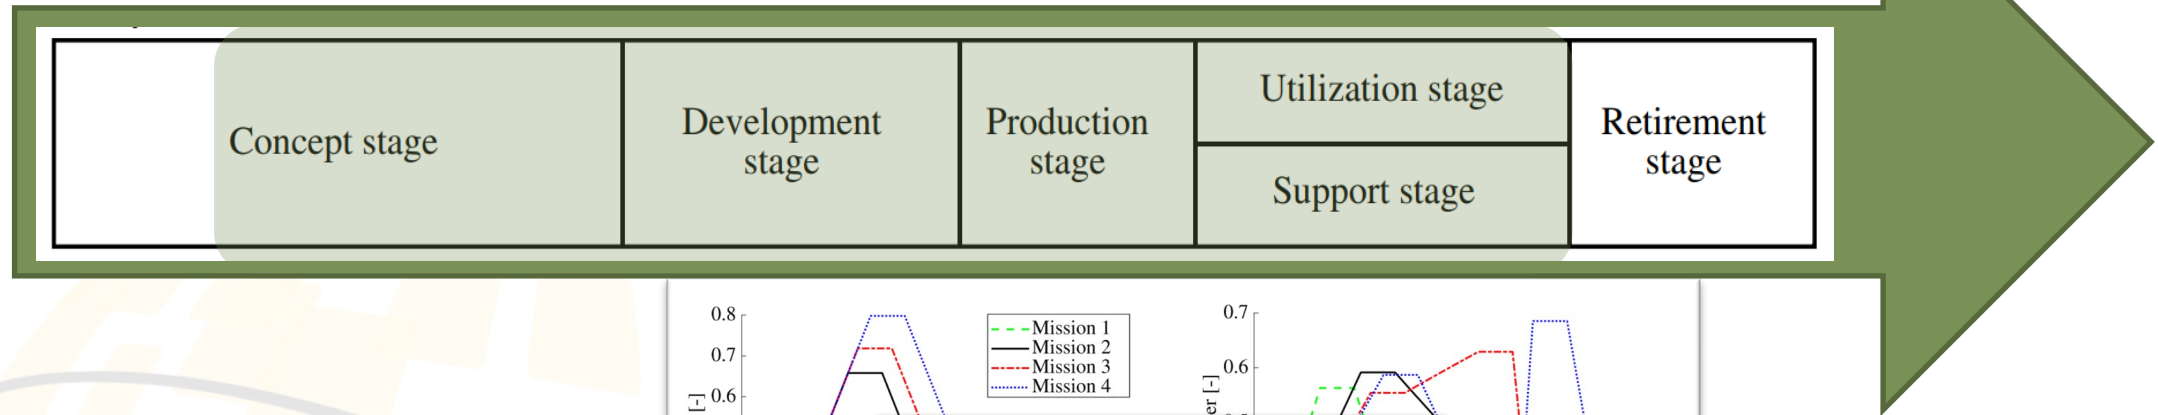 Concept stage
Development
stage
Production
stage
Utilization stage
Support stage
Retirement
stage
0.8
0.7
0.6
[-]
Mission 1
Mission 2
Mission 3
Mission 4
0.7
0.6
er [-]